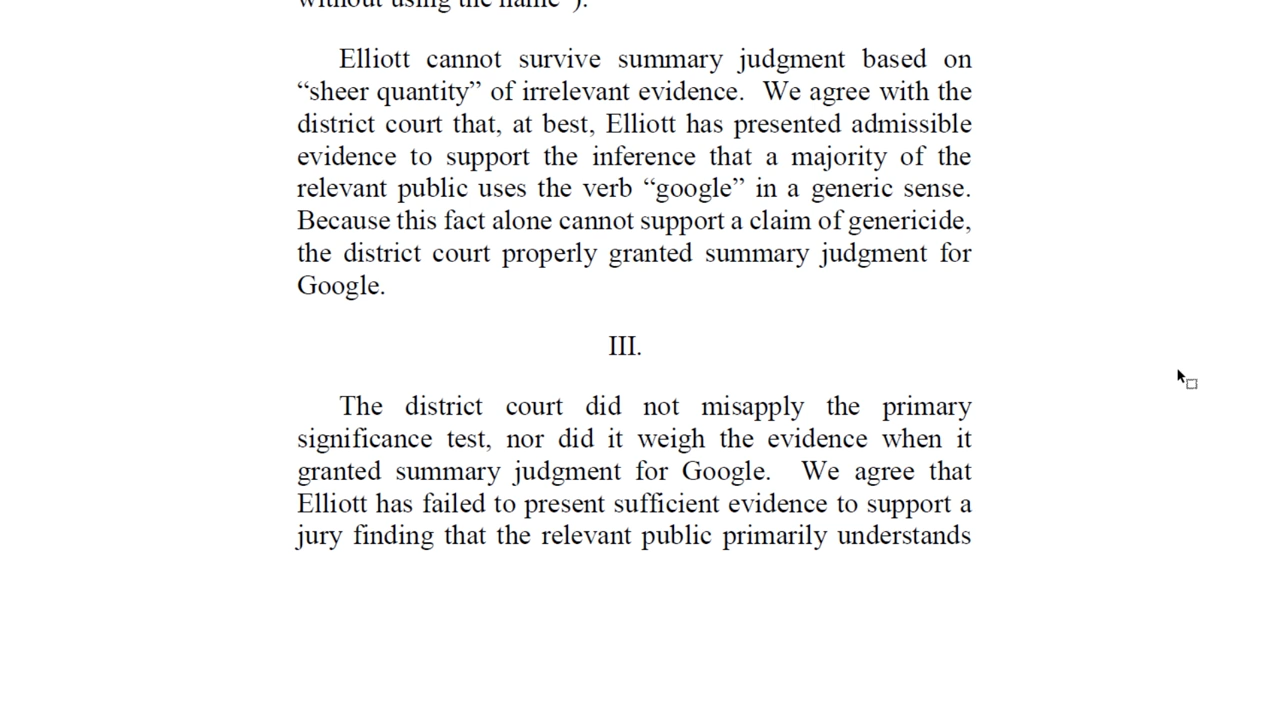 without using the name").
Elliott cannot survive summary judgment based on
“sheer quantity” of irrelevant evidence. We agree with the
district court that, at best, Elliott has presented admissible
evidence to support the inference that a majority of the
relevant public uses the verb “google” in a generic sense.
Because this fact alone cannot support a claim of genericide,
the district court properly granted summary judgment for
Google.
III.
The district court did not misapply the primary
significance test, nor did it weigh the evidence when it
granted summary judgment for Google. We agree that
Elliott has failed to present sufficient evidence to support a
jury finding that the relevant public primarily understands